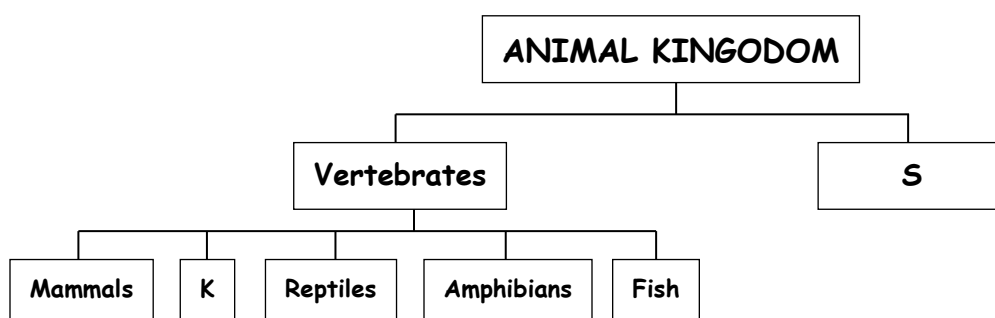 ANIMAL KINGODOM
Vertebrates
S
Mammals
K
Reptiles
Amphibians
Fish